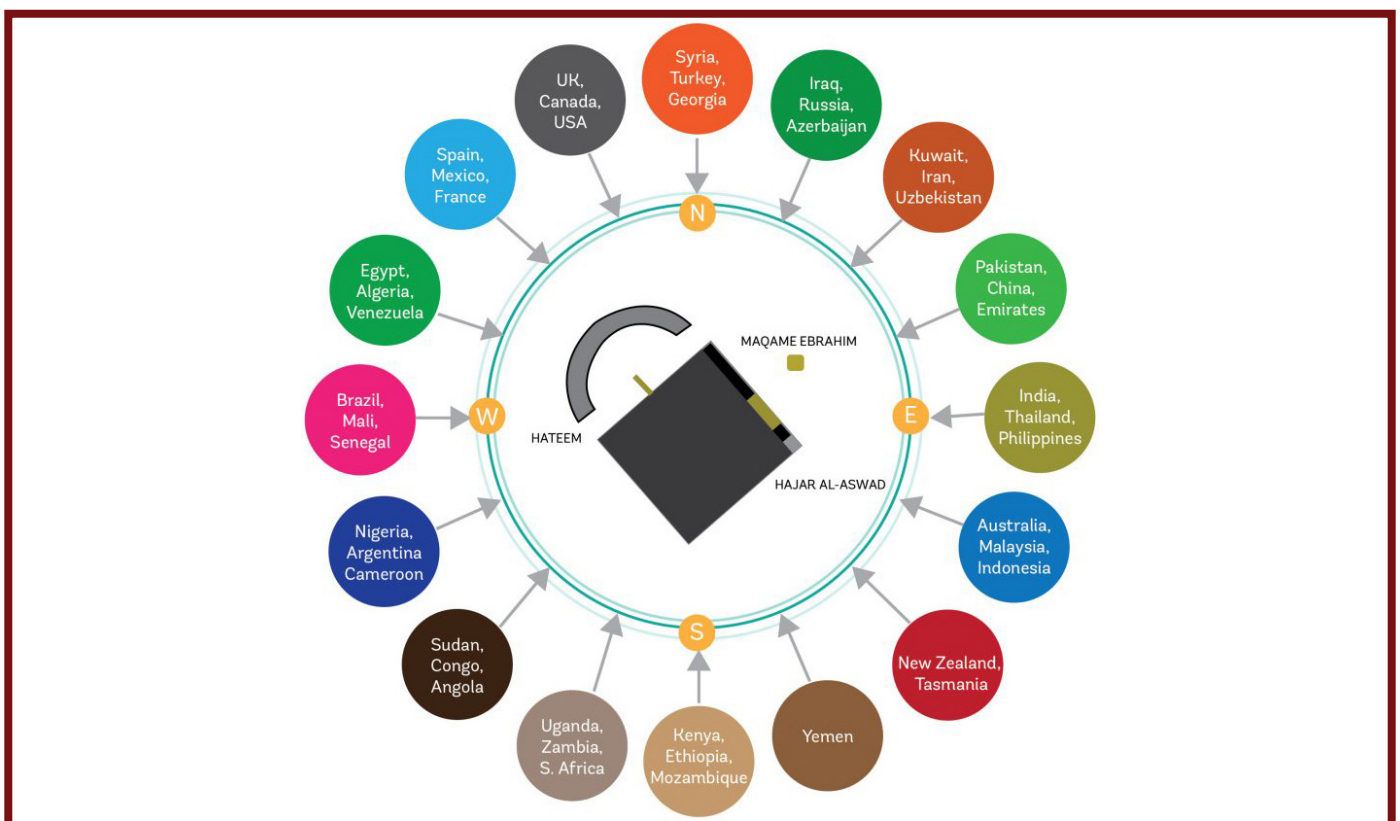 Syria,
Turkey,
Georgia
Iraq,
Russia,
Azerbaijan
Kuwait,
Iran,
Uzbekistan
Pakistan,
China,
Emirates
India,
Thailand,
Philippines
Australia,
Malaysia,
Indonesia
New Zealand,
Tasmania
Yemen
Kenya,
Ethiopia,
Mozambique
Uganda,
Zambia,
S. Africa
Sudan,
Congo,
Angola
Nigeria,
Argentina
Cameroon
Brazil,
Mali,
Senegal
Egypt,
Algeria,
Venezuela
Spain,
Mexico,
France
UK,
Canada,
USA
N
E
S
W
MAQAME EBRAHIM
HATEEM
HAJAR AL-ASWAD